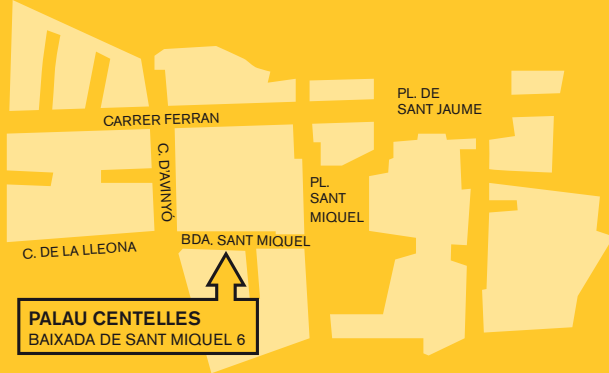 PL. DE
SANT JAUME
CARRER FERRAN
C. D'AVINYÓ
PL.
SANT
MIQUEL
BDA. SANT MIQUEL
C. DE LA LLEONA
PALAU CENTELLES
BAIXADA DE SANT MIQUEL 6